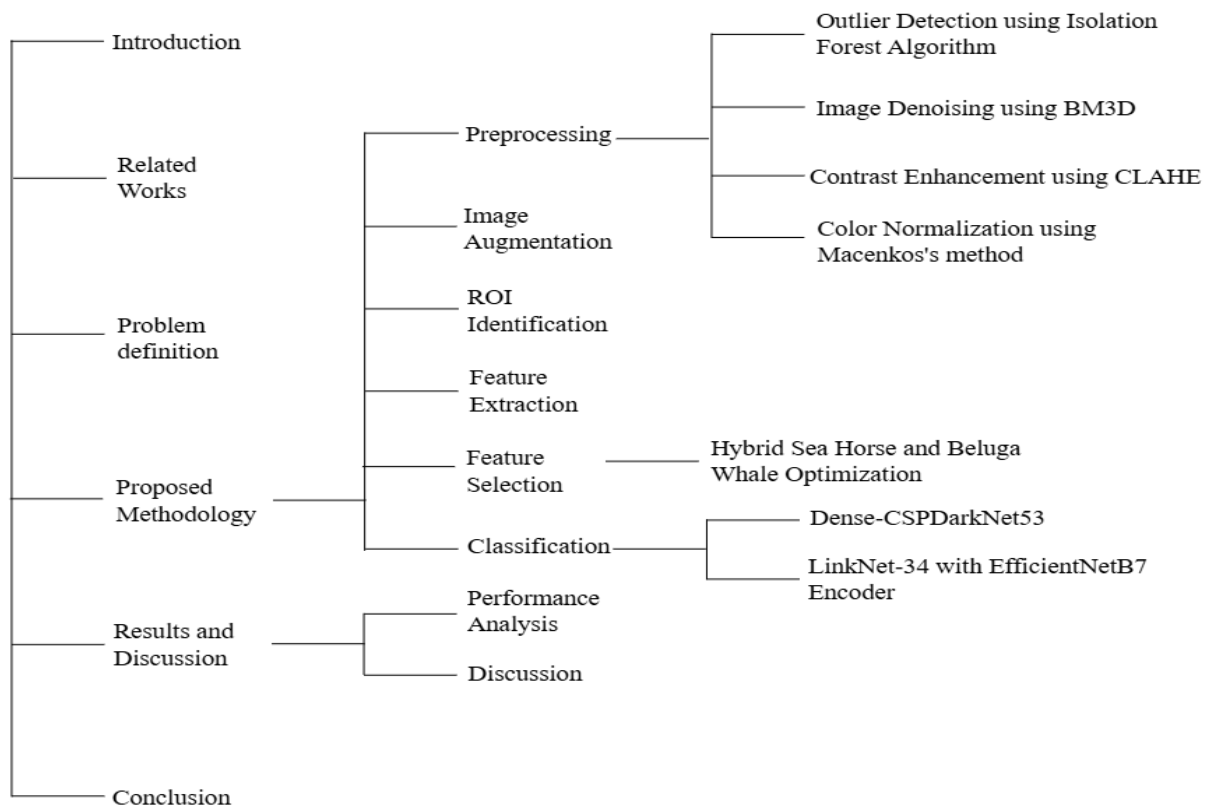 Introduction
Related
Works
Problem
definition
Proposed
Methodology
Results and
Discussion
Conclusion
Preprocessing
Image
Augmentation
ROI
Identification
Feature
Extraction
Feature
Selection
Classification
Performance
Analysis
Discussion
Outlier Detection using Isolation
Forest Algorithm
Image Denoising using BM3D
Contrast Enhancement using CLAHE
Color Normalization using
Macenkos's method
Hybrid Sea Horse and Beluga
Whale Optimization
Dense-CSPDarkNet53
LinkNet-34 with EfficientNetB7
Encoder